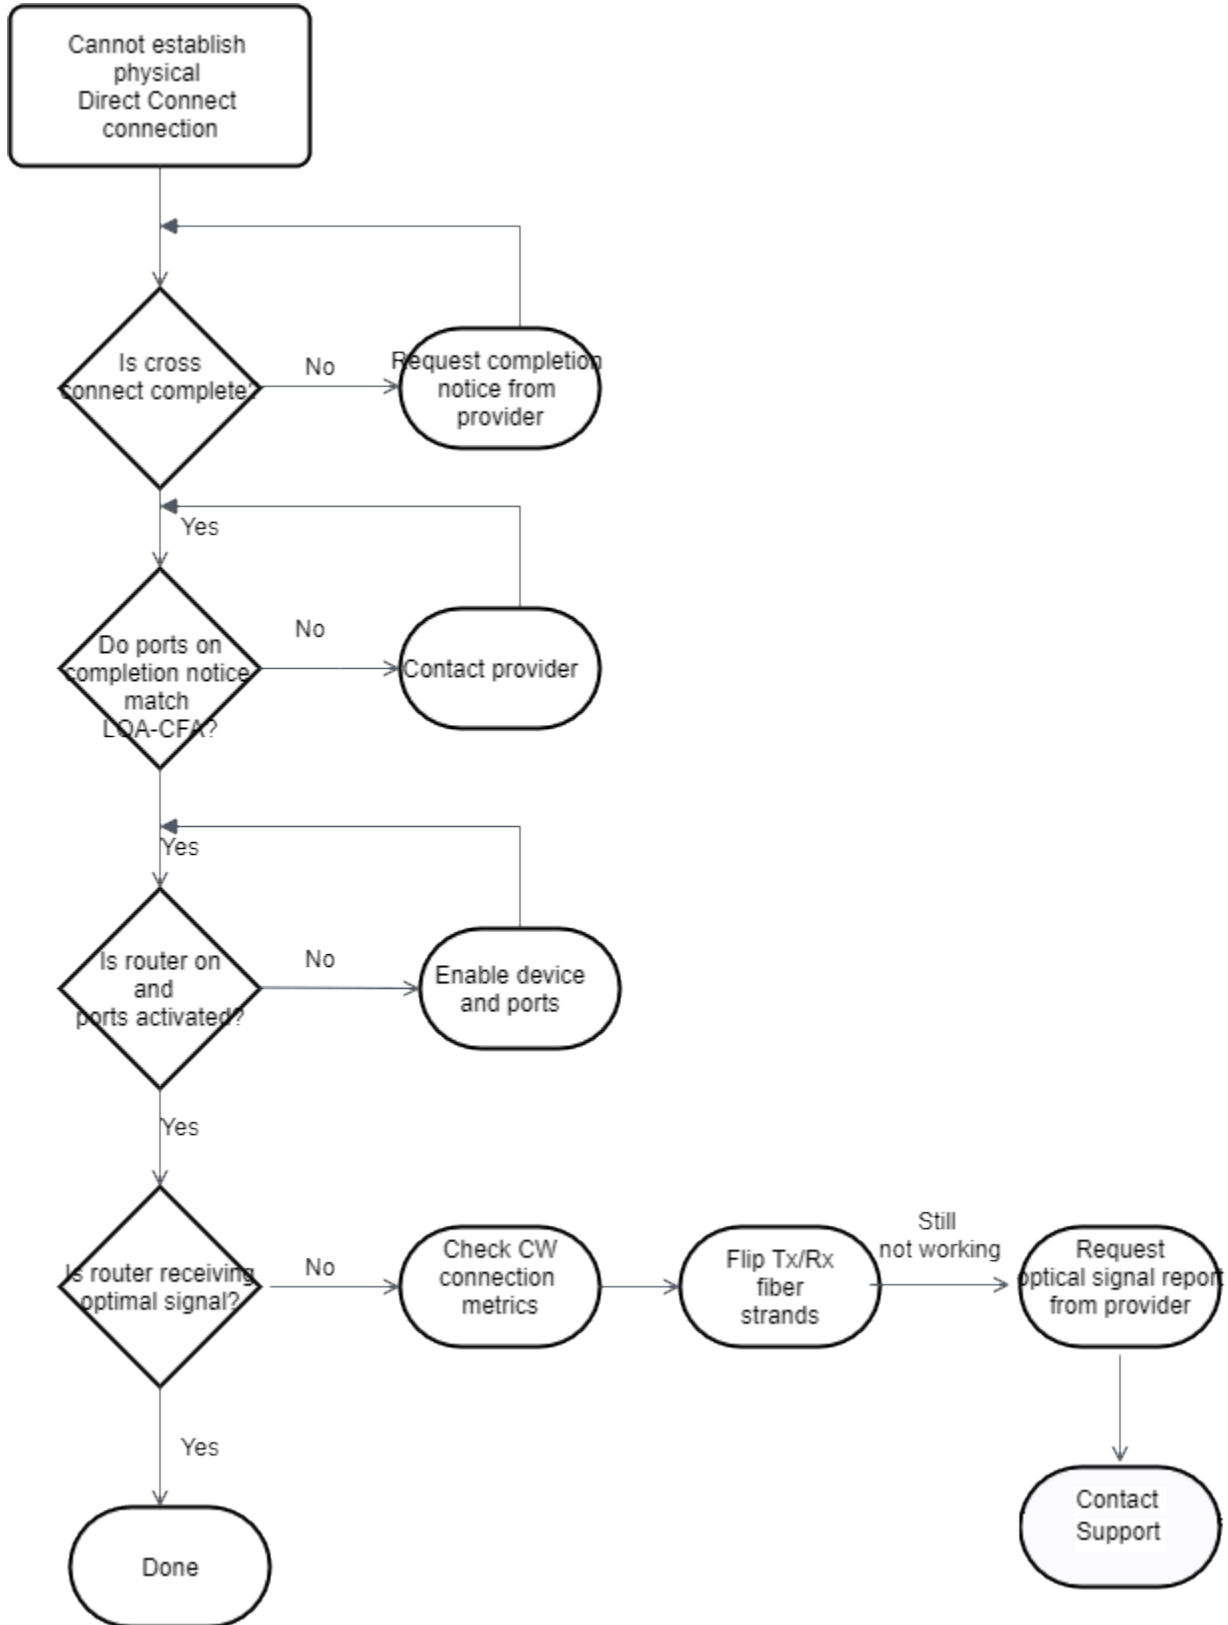 Cannot establish
physical
Direct Connect
connection
Is cross
connect complete?
No
Request completion
notice from
provider
Yes
Do ports on
completion notice
match
LOA-CFA?
No
Contact provider
Yes
Is router on
and
ports activated?
No
Enable device
and ports
Yes
Is router receiving
optimal signal?
No
Check CW
connection
metrics
Flip Tx/Rx
fiber
strands
Still
not working
Request
optical signal report
from provider
Yes
Contact
Support
Done